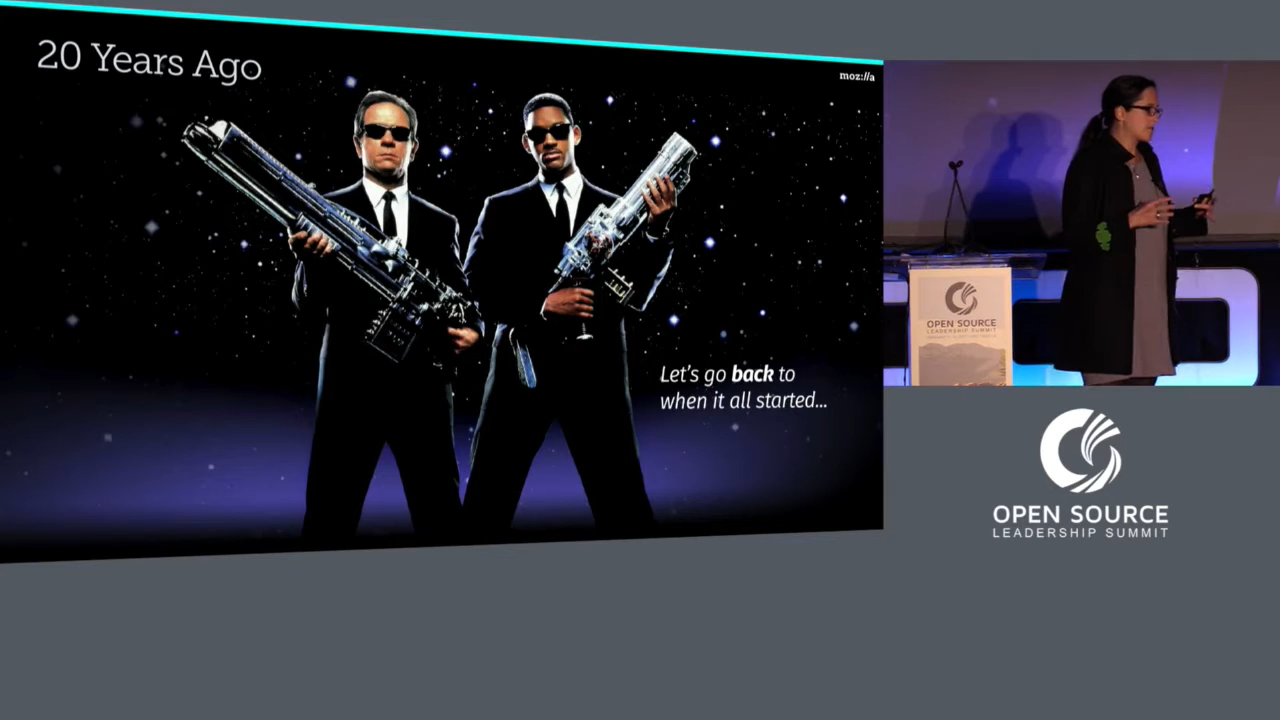 20 Years Ago
moz://a
Let's go back to
when it all started...
OPEN SOURCE
LEADERSHIP SUMMIT
OPEN SOURCE
LEADERSHIP SUMMIT